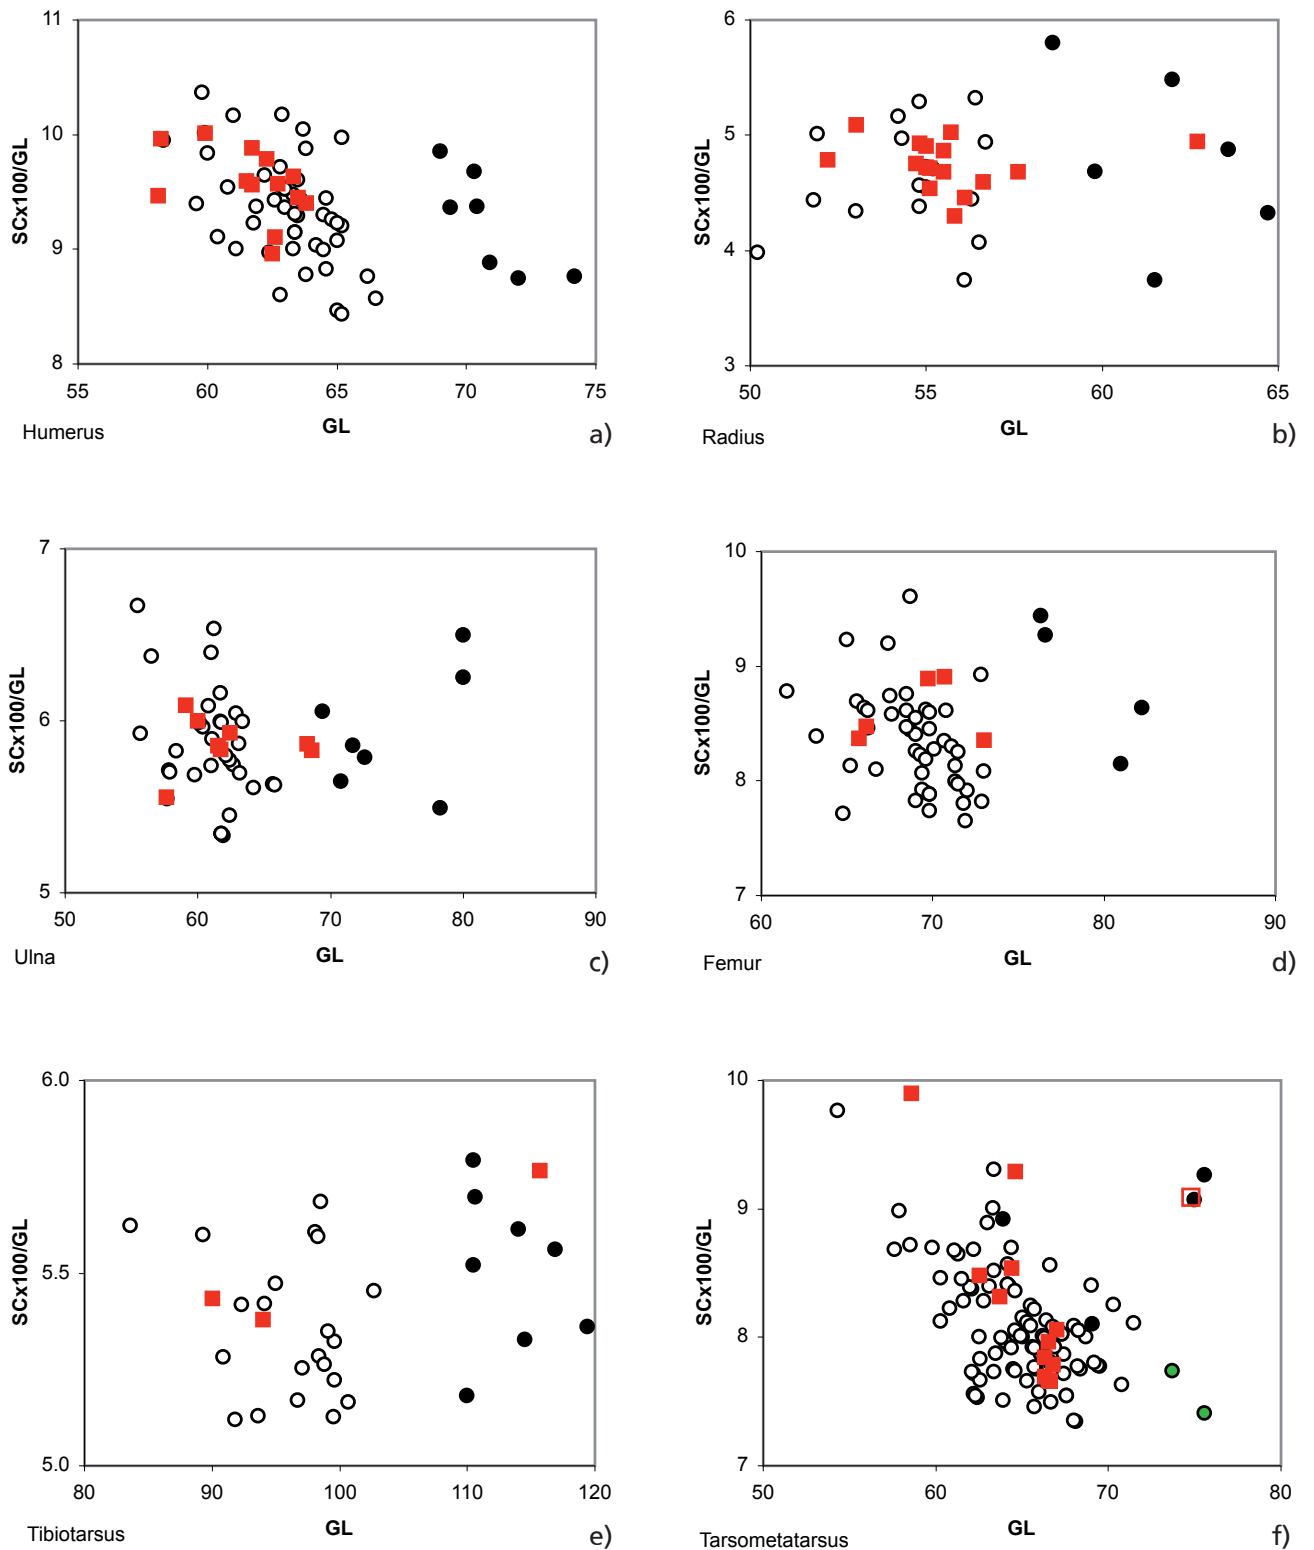 11
10
9
8
SCx100/GL
55 60 65 70 75
GL
Humerus
a)
6
5
4
3
SCx100/GL
50 55 60 65
GL
Radius
b)
7
6
5
SCx100/GL
50 60 70 80 90
GL
Ulna
c)
10
9
8
7
SCx100/GL
60 70 80 90
GL
Femur
d)
6.0
5.5
5.0
SCx100/GL
80 90 100 110 120
GL
Tibiotarsus
e)
10
9
8
7
SCx100/GL
50 60 70 80
GL
Tarsometatarsus
f)